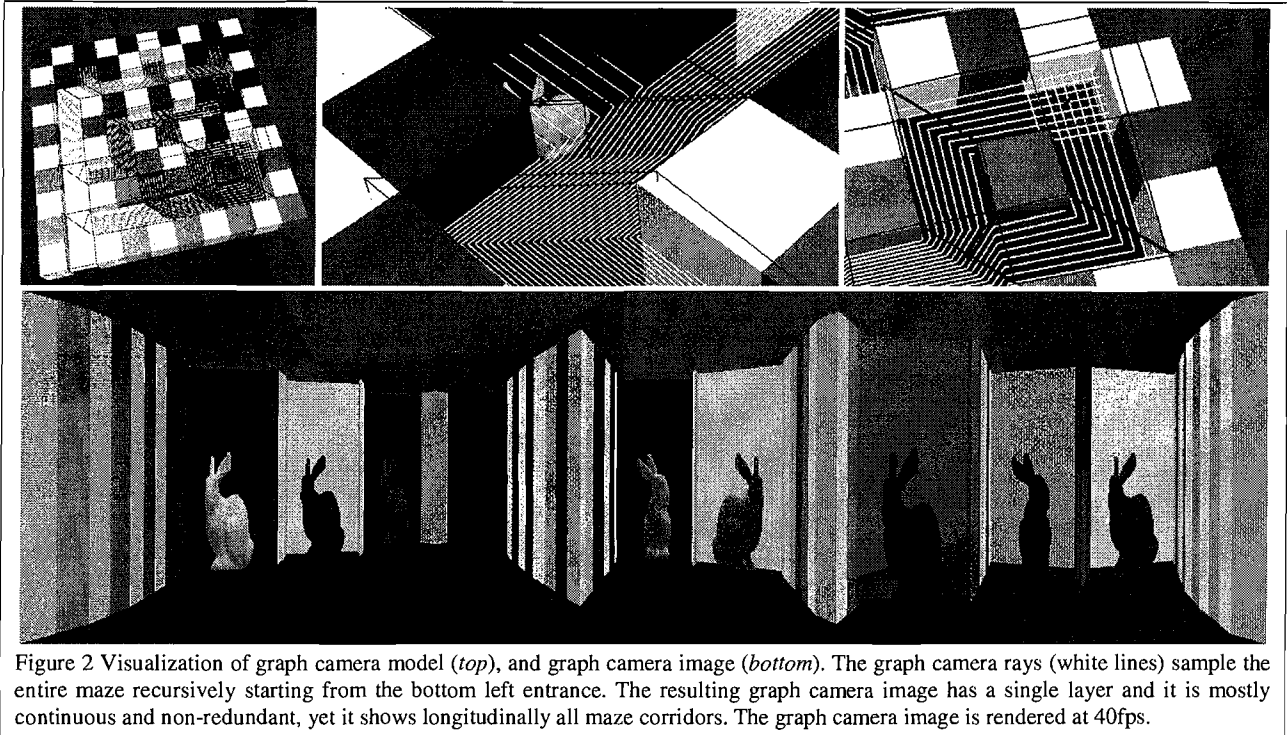 Figure 2 Visualization of graph camera model (top), and graph camera image (bottom). The graph camera rays (white lines) sample the
entire maze recursively starting from the bottom left entrance. The resulting graph camera image has a single layer and it is mostly
continuous and non-redundant, yet it shows longitudinally all maze corridors. The graph camera image is rendered at 40fps.